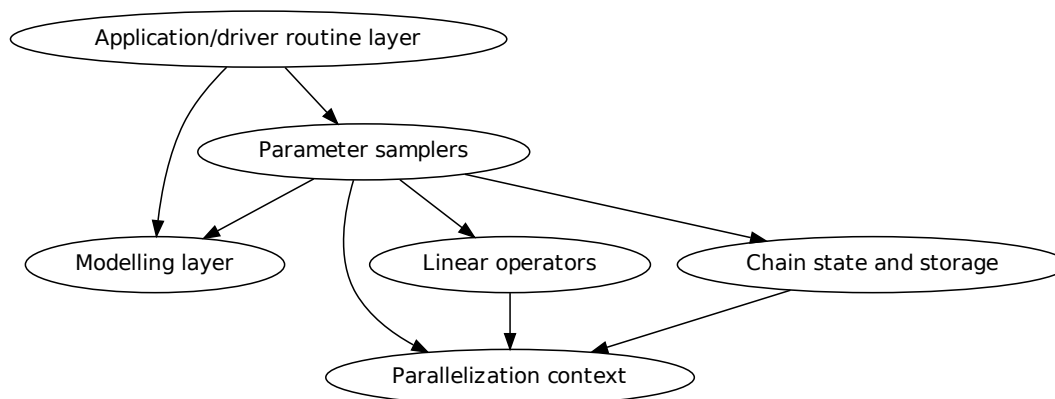 Application/driver routine layer
Parameter samplers
Modelling layer
Linear operators
Chain state and storage
Parallelization context